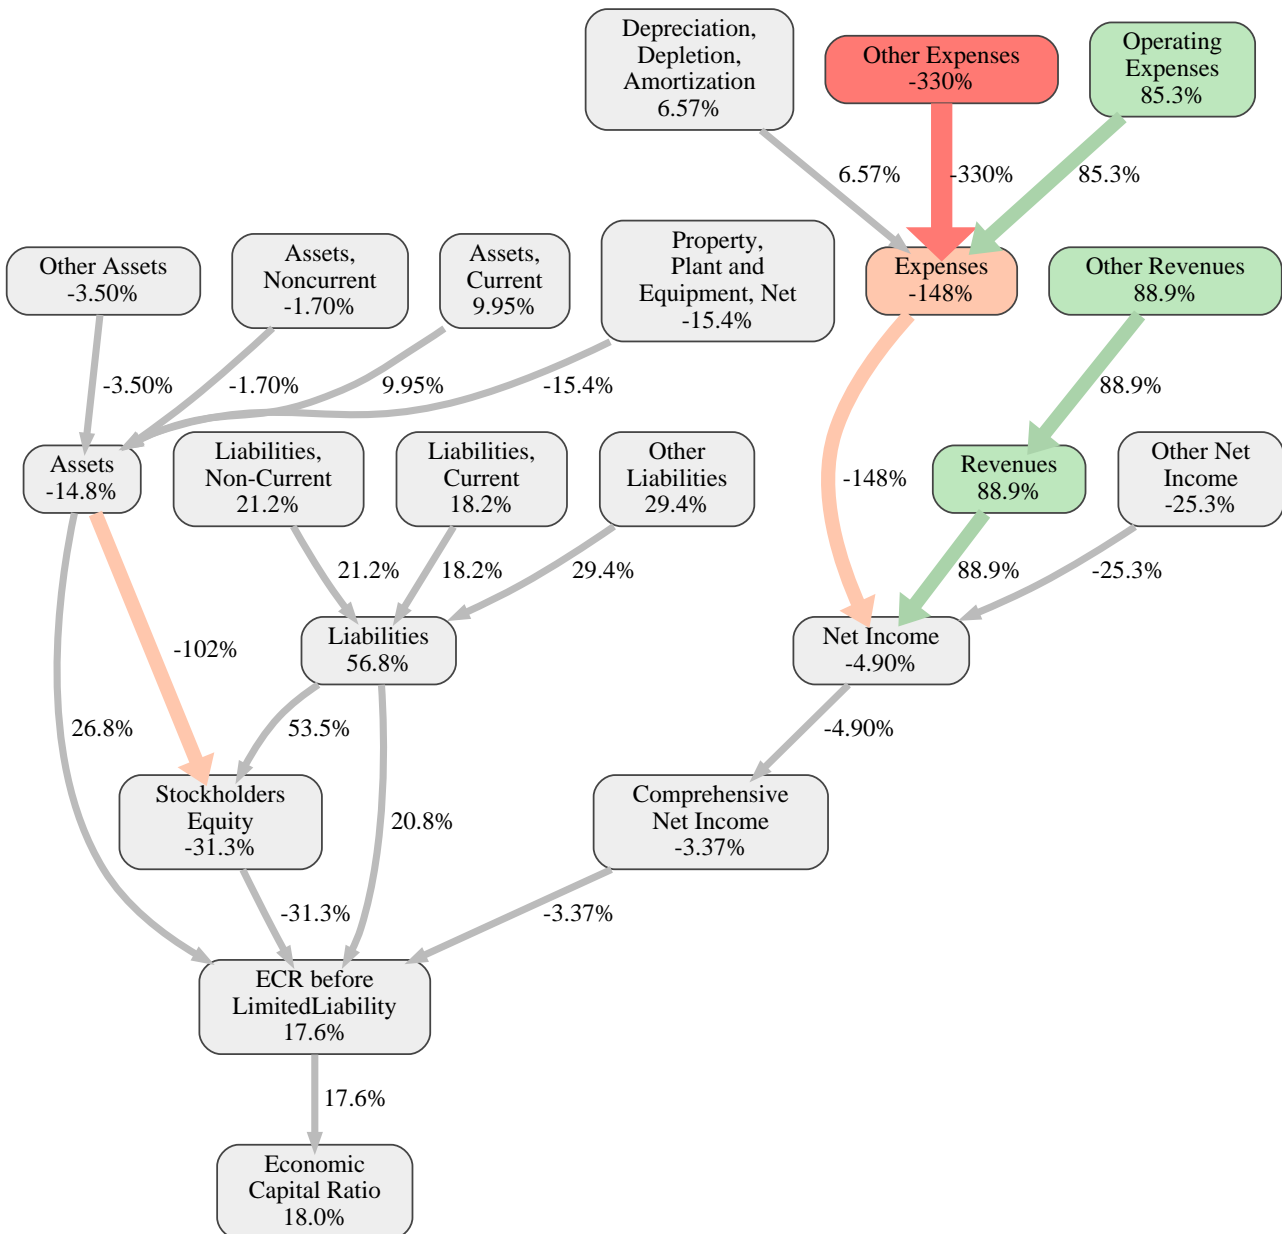 Depreciation,
Depletion,
Amortization
6.57%
Other Expenses
-330%
Operating
Expenses
85.3%
6.57%
-330%
85.3%
Other Assets
-3.50%
Assets,
Noncurrent
-1.70%
Assets,
Current
9.95%
Property,
Plant and
Equipment, Net
-15.4%
Expenses
-148%
Other Revenues
88.9%
-3.50%
-1.70%
9.95%
-15.4%
88.9%
Assets
-14.8%
Liabilities,
Non-Current
21.2%
Liabilities,
Current
18.2%
Other
Liabilities
29.4%
-148%
Revenues
88.9%
Other Net
Income
-25.3%
21.2%
18.2%
29.4%
88.9%
-25.3%
-102%
Liabilities
56.8%
Net Income
-4.90%
26.8%
53.5%
-4.90%
Stockholders
Equity
-31.3%
20.8%
Comprehensive
Net Income
-3.37%
-31.3%
-3.37%
ECR before
LimitedLiability
17.6%
17.6%
Economic
Capital Ratio
18.0%